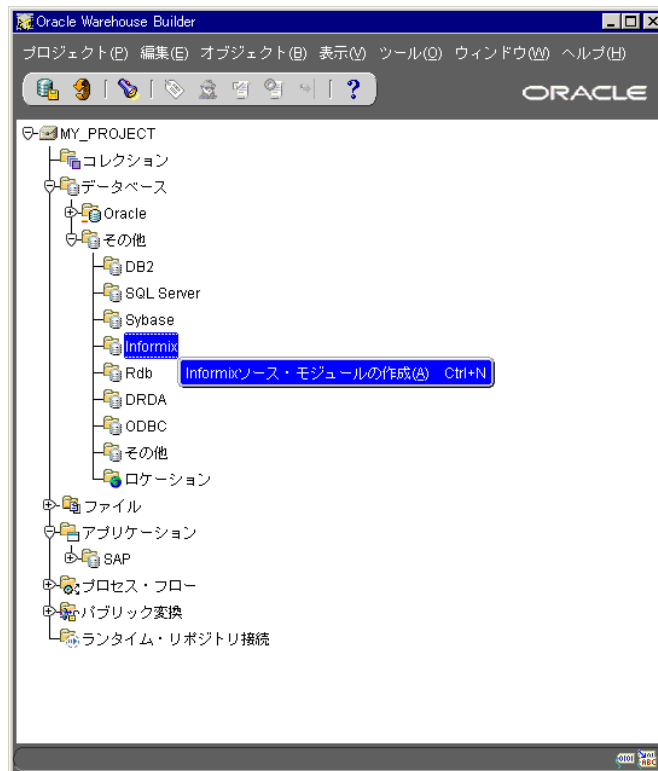 Oracle Warehouse Builder
プロジェクト(P) 編集(E) オブジェクト(B) 表示(V) ツール(O) ウィンドウ(W) ヘルプ(H)
?
ORACLE
MY_PROJECT
コレクション
データベース
Oracle
その他
DB2
SQL Server
Sybase
Informix
Rdb
Informixソース・モジュールの作成(A) Ctrl+N
DRDA
ODBC
その他
ロケーション
ファイル
アプリケーション
SAP
プロセス・フロー
パブリック変換
ランタイム・リポジトリ接続
0101
ABC